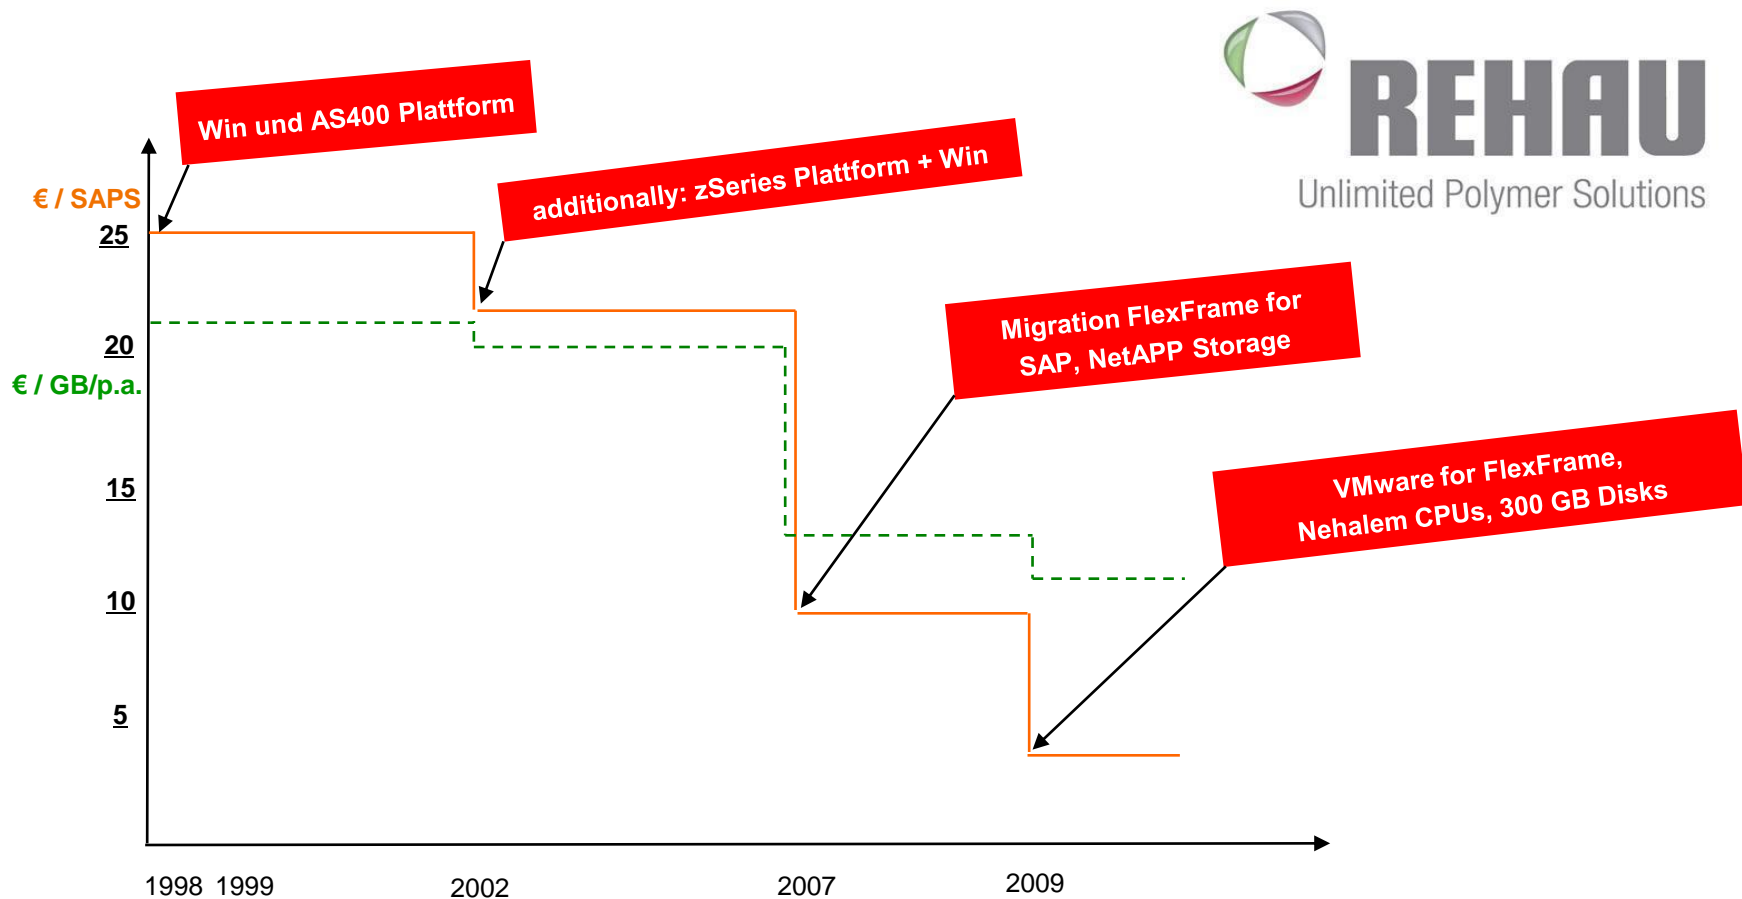 REHAU
Unlimited Polymer Solutions
Win und AS400 Plattform
additionally: zSeries Plattform + Win
€ / SAPS
25
Migration FlexFrame for
SAP, NetAPP Storage
20
€ / GB/p.a.
VMware for FlexFrame,
Nehalem CPUs, 300 GB Disks
15
10
5
1998 1999 2002 2007 2009